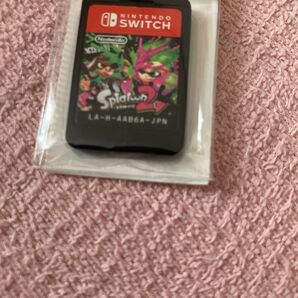 NINTENDO
SWITCH
Nintendo
Splatoon 2
LA-H-AAB6A-JPN